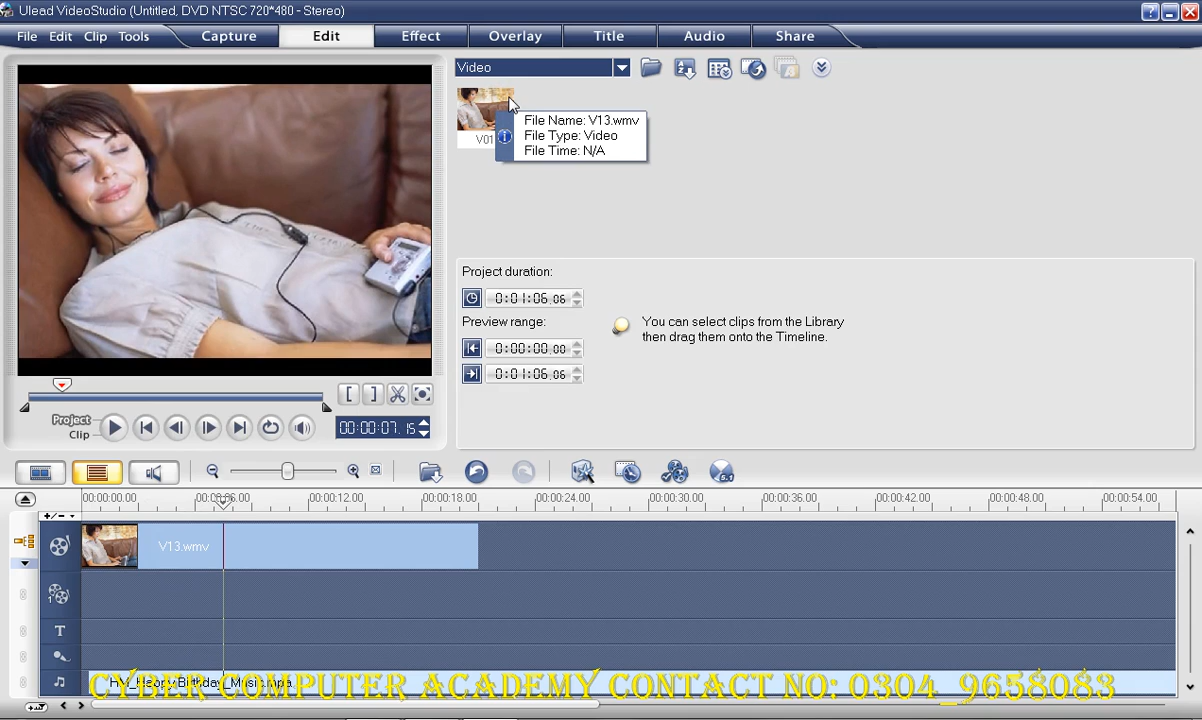 Ulead VideoStudio (Untitled, DVD NTSC 720*480 - Stereo)
File Edit Clip Tools Capture Edit Effect Overlay Title Audio Share
Video
File Name: V13.wmv
V01
File Type: Video
File Time: N/A
Project duration:
0:01:06.06
Preview range:
0:00:00.00
0:01:06.06
You can select clips from the Library
then drag them onto the Timeline.
Project
Clip
00:00:07.15
00:00:00.00 00:00:06.00 00:00:12.00 00:00:18.00 00:00:24.00 00:00:30.00 00:00:36.00 00:00:42.00 00:00:48.00 00:00:54.00
V13.wmv
HM_Happy Birthday_Music.mpa
CYBER COMPUTER ACADEMY CONTACT NO: 0304_9658083